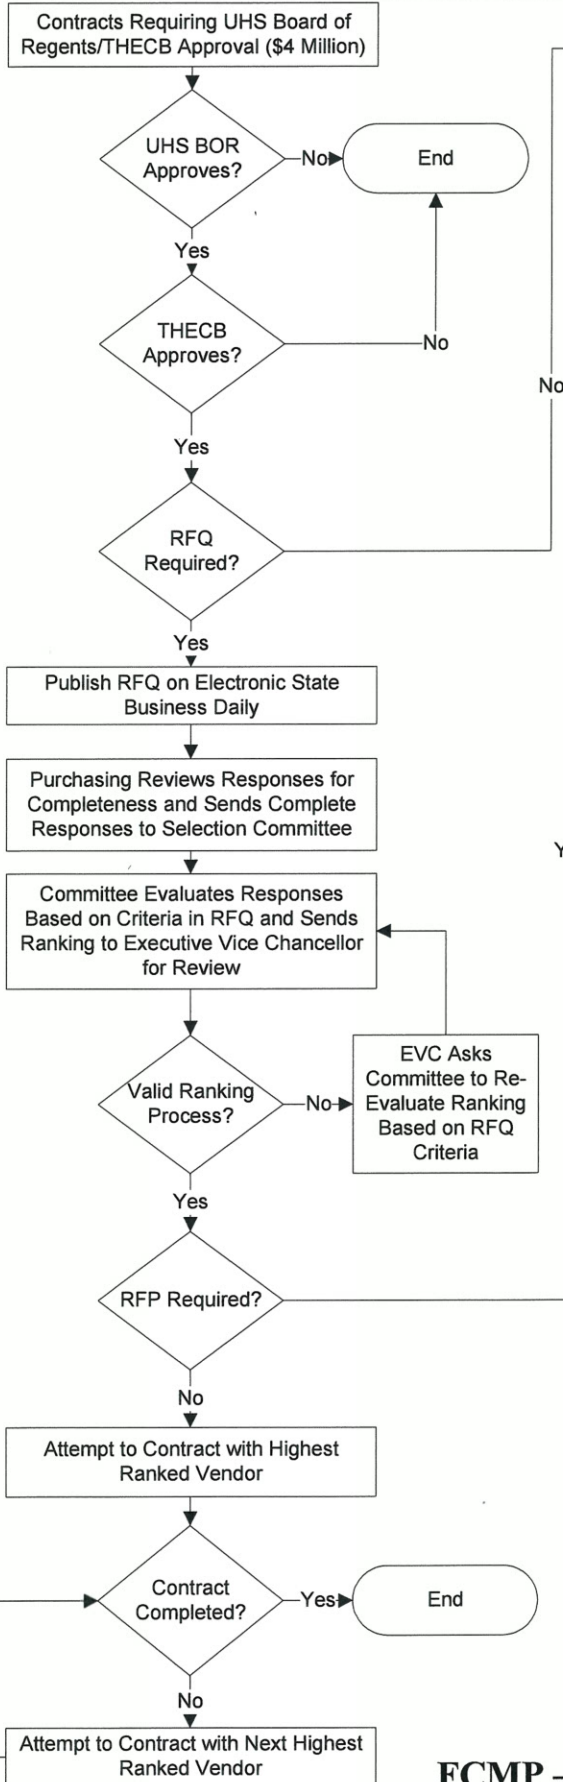 Contracts Requiring UHS Board of
Regents/THECB Approval ($4 Million)
UHS BOR
Approves?
No
End
Yes
THECB
Approves?
No
No
Yes
RFQ
Required?
Yes
Publish RFQ on Electronic State
Business Daily
Purchasing Reviews Responses for
Completeness and Sends Complete
Responses to Selection Committee
Y
Committee Evaluates Responses
Based on Criteria in RFQ and Sends
Ranking to Executive Vice Chancellor
for Review
EVC Asks
Committee to Re-
Evaluate Ranking
Based on RFQ
Criteria
Valid Ranking
Process?
No
Yes
RFP Required?
No
Attempt to Contract with Highest
Ranked Vendor
Contract
Completed?
Yes
End
No
Attempt to Contract with Next Highest
Ranked Vendor
FCMP -